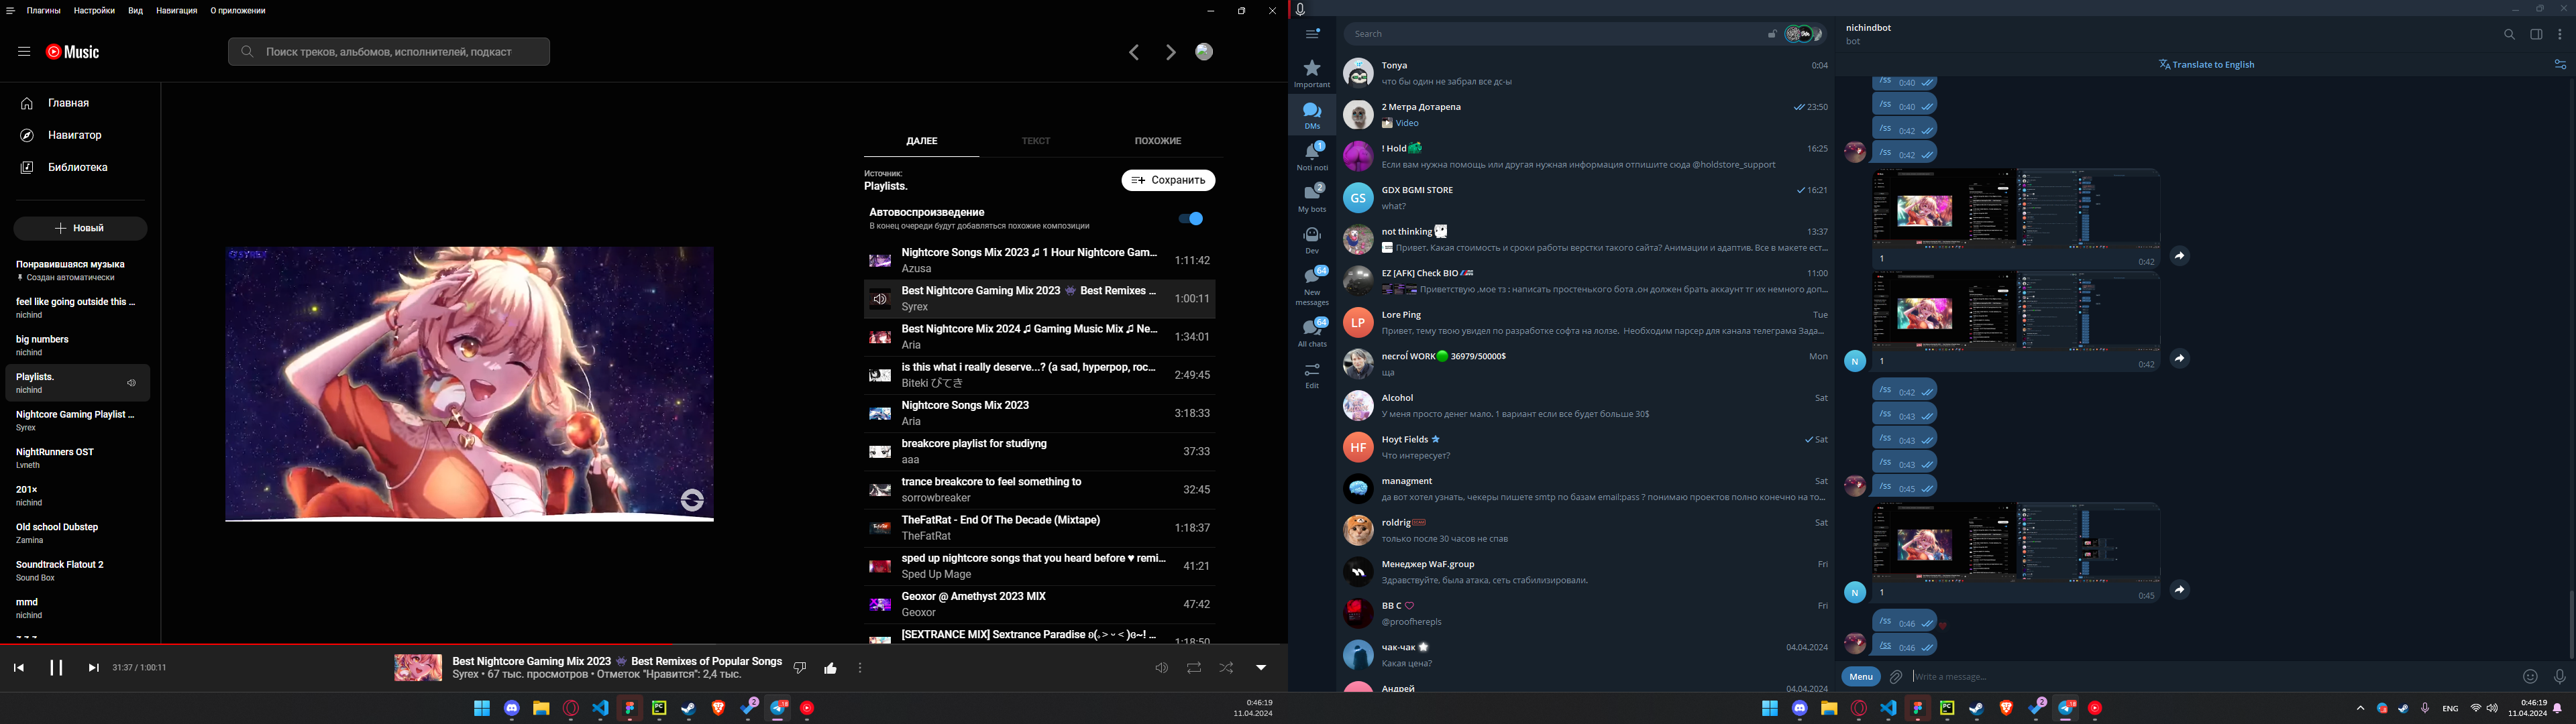 Плагины Настройки Вид Навигация О приложении
Music
Поиск треков, альбомов, исполнителей, подкаст
Главная
Навигатор
Библиотека
Новый
Понравившаяся музыка
Создан автоматически
feel like going outside this ...
nichind
big numbers
nichind
Playlists.
nichind
Nightcore Gaming Playlist ...
Syrex
NightRunners OST
Lvneth
201×
nichind
Old school Dubstep
Zamina
Soundtrack Flatout 2
Sound Box
mmd
nichind
ДАЛЕЕ ТЕКСТ ПОХОЖИЕ
Источник:
Playlists.
Сохранить
Автовоспроизведение
В конец очереди будут добавляться похожие композиции
Nightcore Songs Mix 2023 ♫ 1 Hour Nightcore Gam...
Azusa
1:11:42
Best Nightcore Gaming Mix 2023 👾 Best Remixes ...
Syrex
1:00:11
Best Nightcore Mix 2024 ♫ Gaming Music Mix ♫ Ne...
Aria
1:34:01
is this what i really deserve...? (a sad, hyperpop, roc...
Biteki びてき
2:49:45
Nightcore Songs Mix 2023
Aria
3:18:33
breakcore playlist for studiyng
aaa
37:33
trance breakcore to feel something to
sorrowbreaker
32:45
TheFatRat - End Of The Decade (Mixtape)
TheFatRat
1:18:37
sped up nightcore songs that you heard before ♥ remi...
Sped Up Mage
41:21
Geoxor @ Amethyst 2023 MIX
Geoxor
47:42
[SEXTRANCE MIX] Sextrance Paradise
1:18:50
31:37 / 1:00:11
Best Nightcore Gaming Mix 2023 👾 Best Remixes of Popular Songs
Syrex • 67 тыс. просмотров • Отметок "Нравится": 2,4 тыс.
0:46:19
11.04.2024
Search
Important
DMs
1
Noti noti
2
My bots
Dev
64
New messages
64
All chats
Edit
Tonya 0:04
что бы один не забрал все дс-ы
2 Метра Дотарепа 23:50
Video
! Hold 16:25
Если вам нужна помощь или другая нужная информация отпишите сюда @holdstore_support
GS
GDX BGMI STORE 16:21
what?
not thinking 13:37
Привет. Какая стоимость и сроки работы верстки такого сайта? Анимации и адаптив. Все в макете ест...
EZ [AFK] Check BIO 11:00
Приветствую .мое тз : написать простенького бота .он должен брать аккаунт тг их немного доп...
LP
Lore Ping Tue
Привет, тему твою увидел по разработке софта на лолзе. Необходим парсер для канала телеграма Зада...
necroĺ WORK🟢 36979/50000$ Mon
ща
Alcohol Sat
У меня просто денег мало. 1 вариант если все будет больше 30$
HF
Hoyt Fields Sat
Что интересует?
managment Sat
да вот хотел узнать, чекеры пишете smtp по базам email:pass ? понимаю проектов полно конечно на то...
roldrig Sat
только после 30 часов не спав
Менеджер WaF.group Fri
Здравствуйте, была атака, сеть стабилизировали.
BB C Fri
@proofherepls
чак-чак 04.04.2024
Какая цена?
Андрей 04.04.2024
nichindbot
bot
Translate to English
/ss 0:40
/ss 0:40
/ss 0:42
/ss 0:42
1
0:42
1
0:42
N
/ss 0:42
/ss 0:43
/ss 0:43
/ss 0:43
/ss 0:45
1
0:45
N
/ss 0:46
/ss 0:46
Menu
Write a message...
ENG
0:46:19
11.04.2024